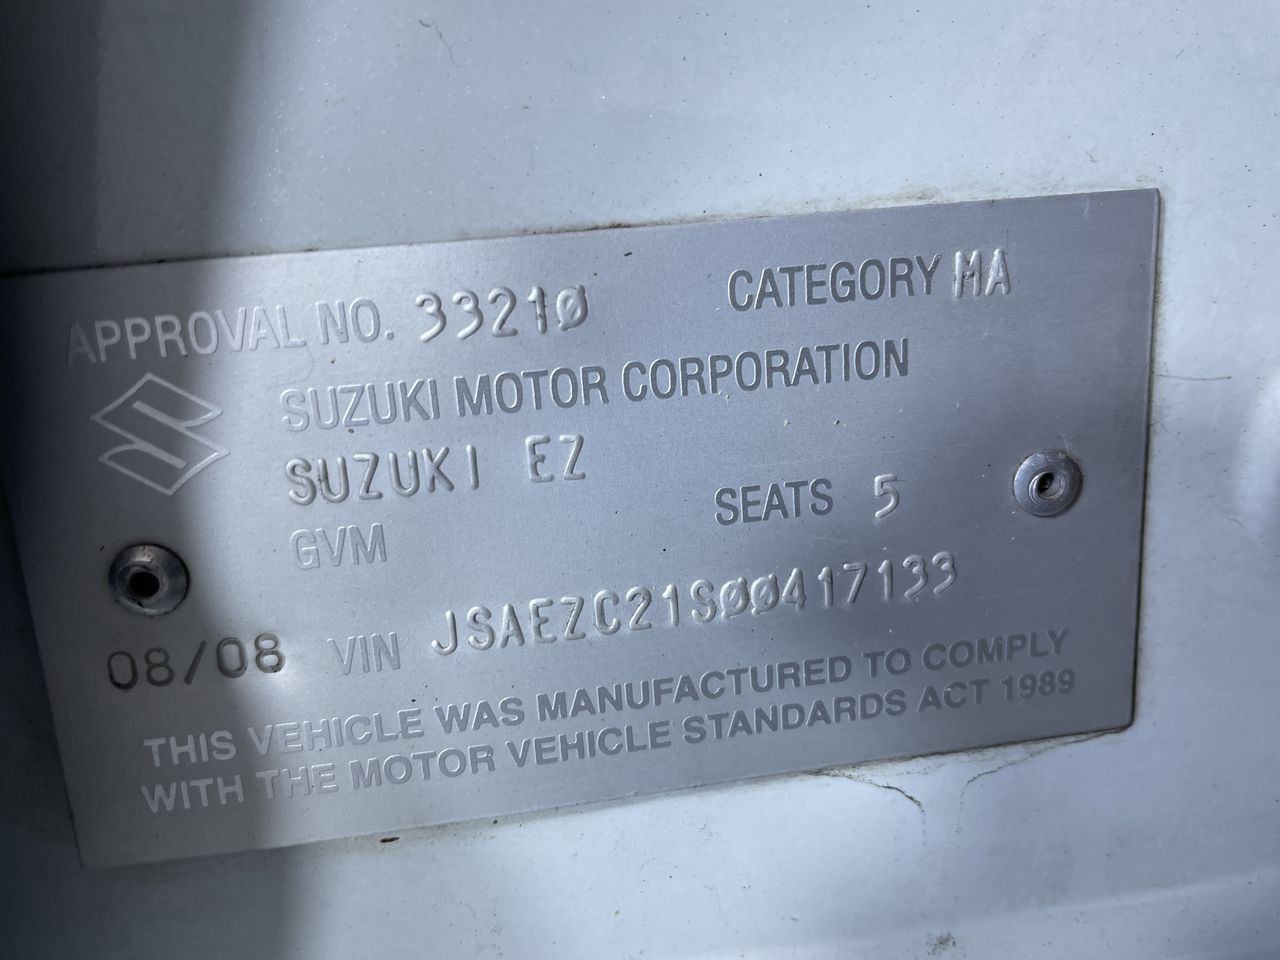 APPROVAL NO. 33210 CATEGORY MA
SUZUKI MOTOR CORPORATION
SUZUKI EZ
GVM SEATS 5
08/08 VIN JSAEZC21S00417133
THIS VEHICLE WAS MANUFACTURED TO COMPLY
WITH THE MOTOR VEHICLE STANDARDS ACT 1989